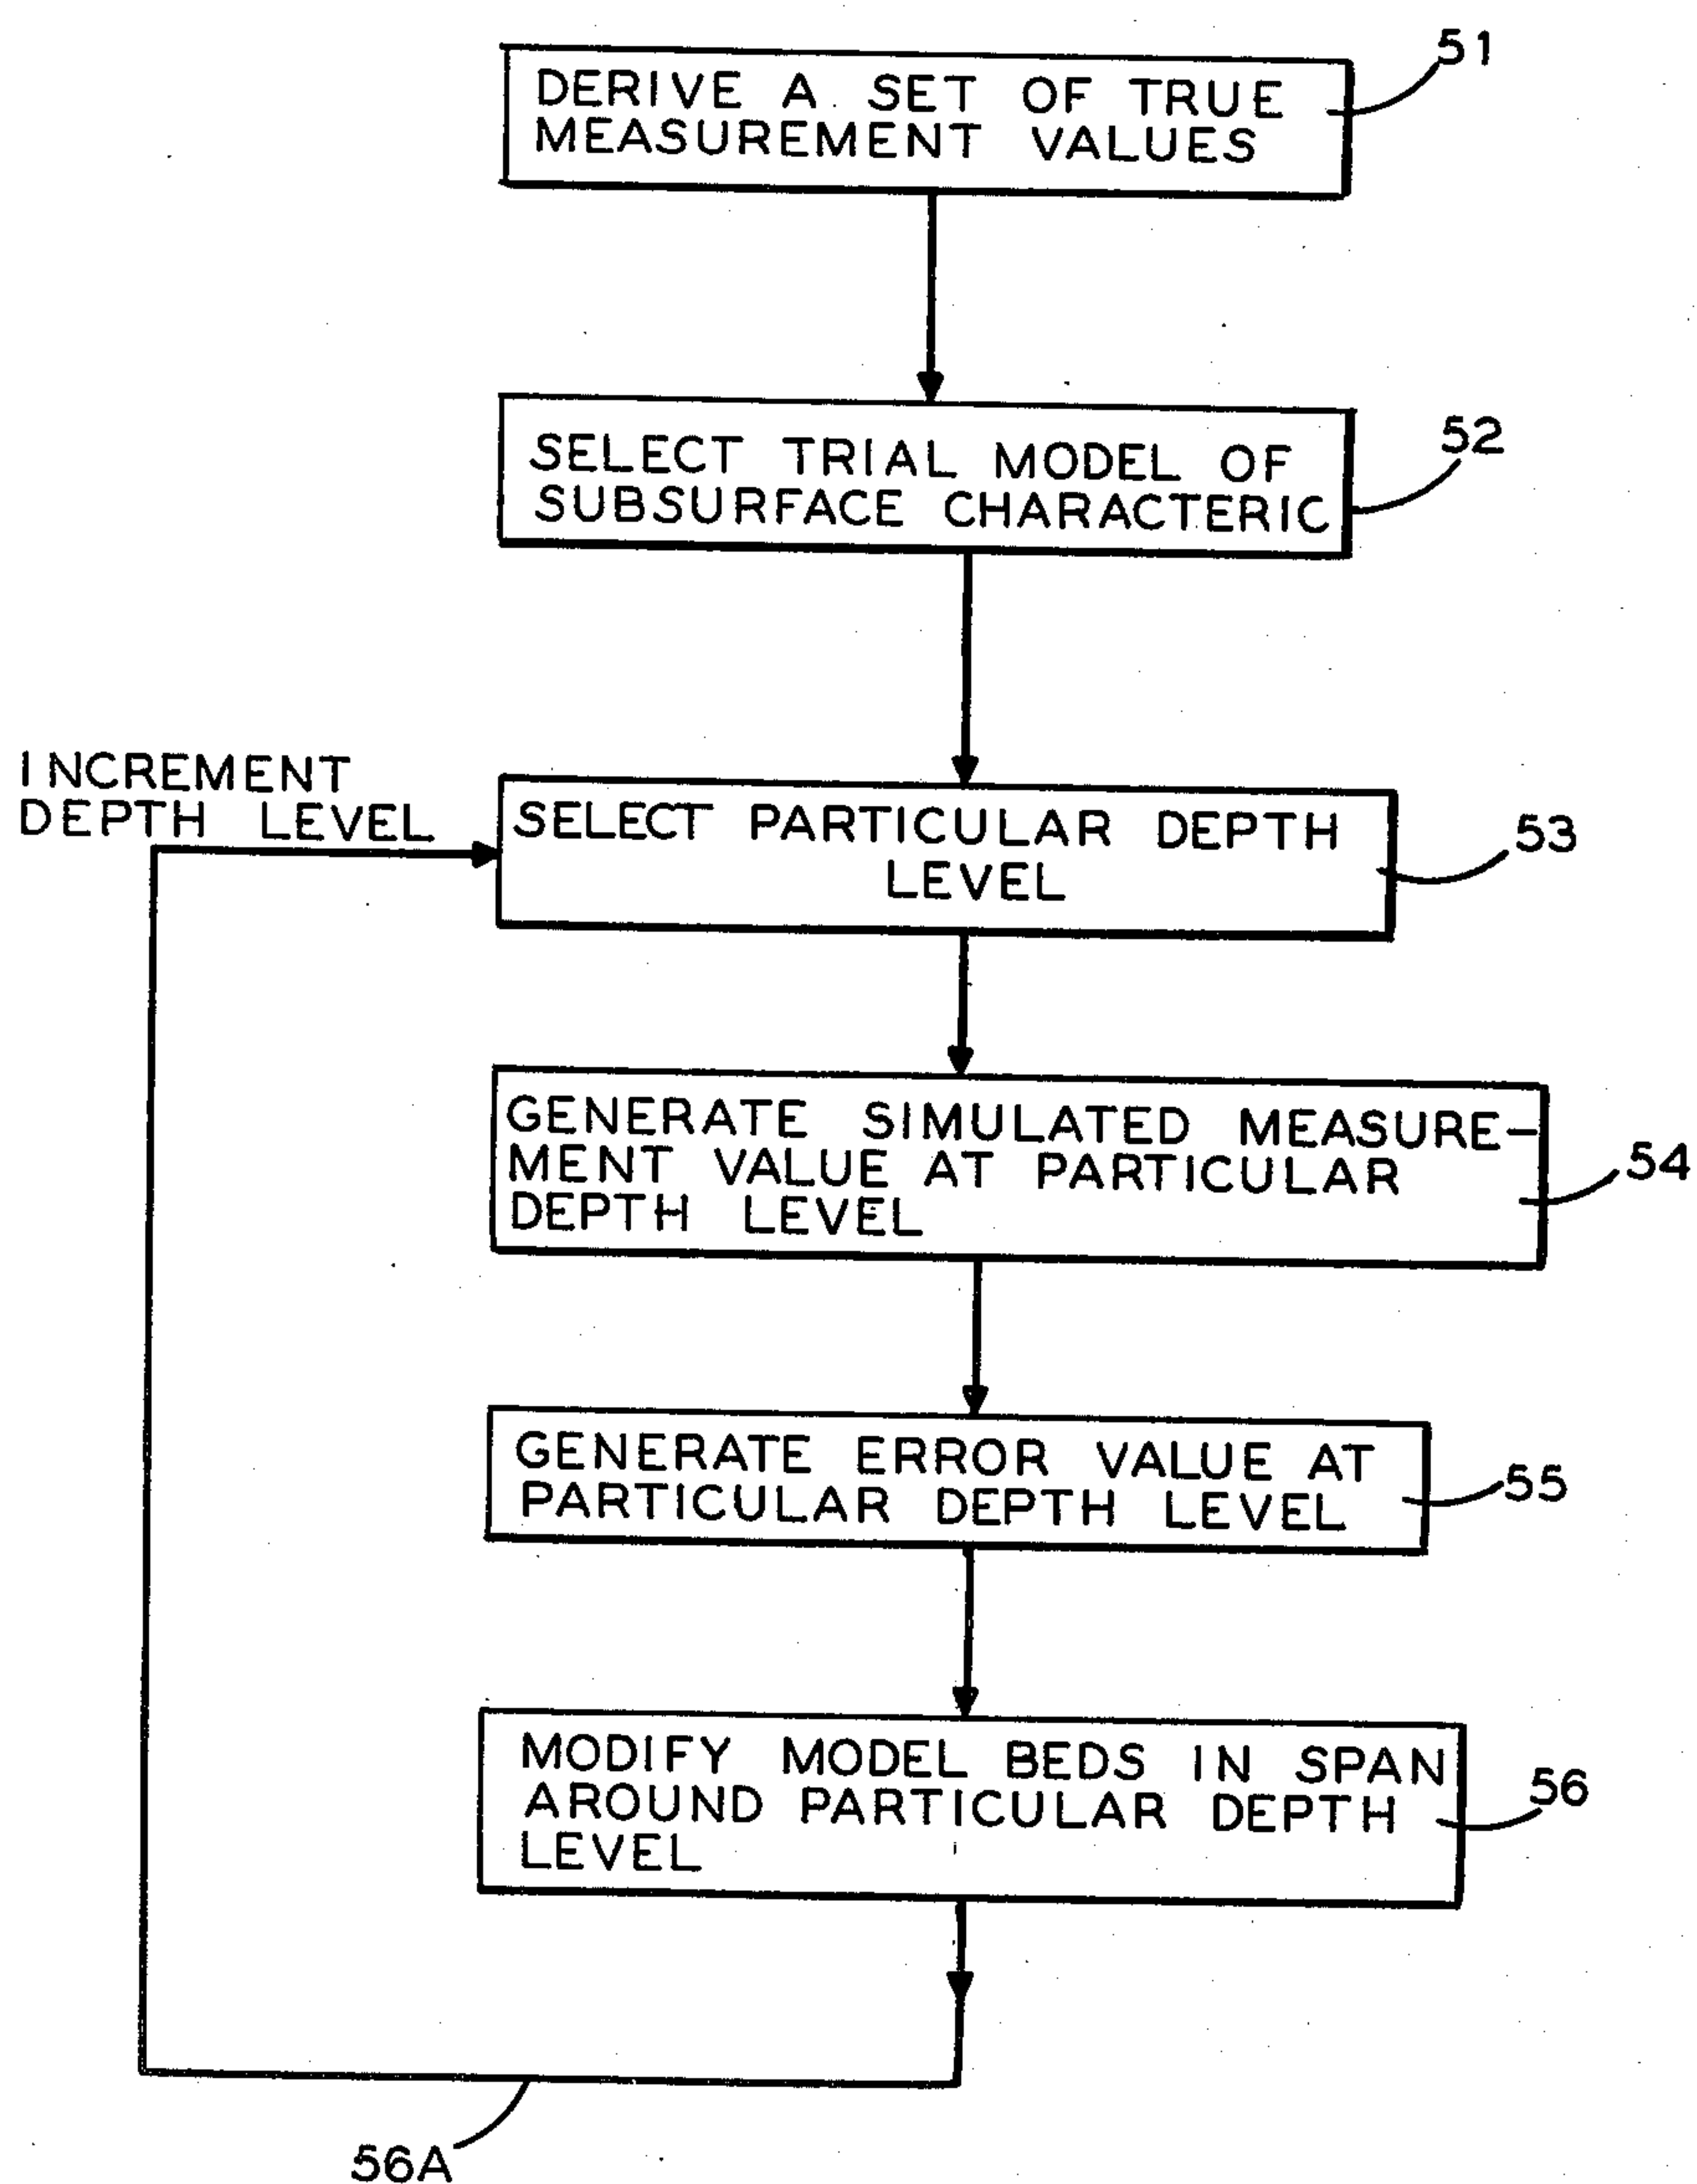 51
DERIVE A SET OF TRUE
MEASUREMENT VALUES
52
SELECT TRIAL MODEL OF
SUBSURFACE CHARACTERIC
INCREMENT
DEPTH LEVEL
SELECT PARTICULAR DEPTH
LEVEL
53
GENERATE SIMULATED MEASURE-
MENT VALUE AT PARTICULAR
DEPTH LEVEL
54
GENERATE ERROR VALUE AT
PARTICULAR DEPTH LEVEL
55
MODIFY MODEL BEDS IN SPAN
AROUND PARTICULAR DEPTH
LEVEL
56
56A